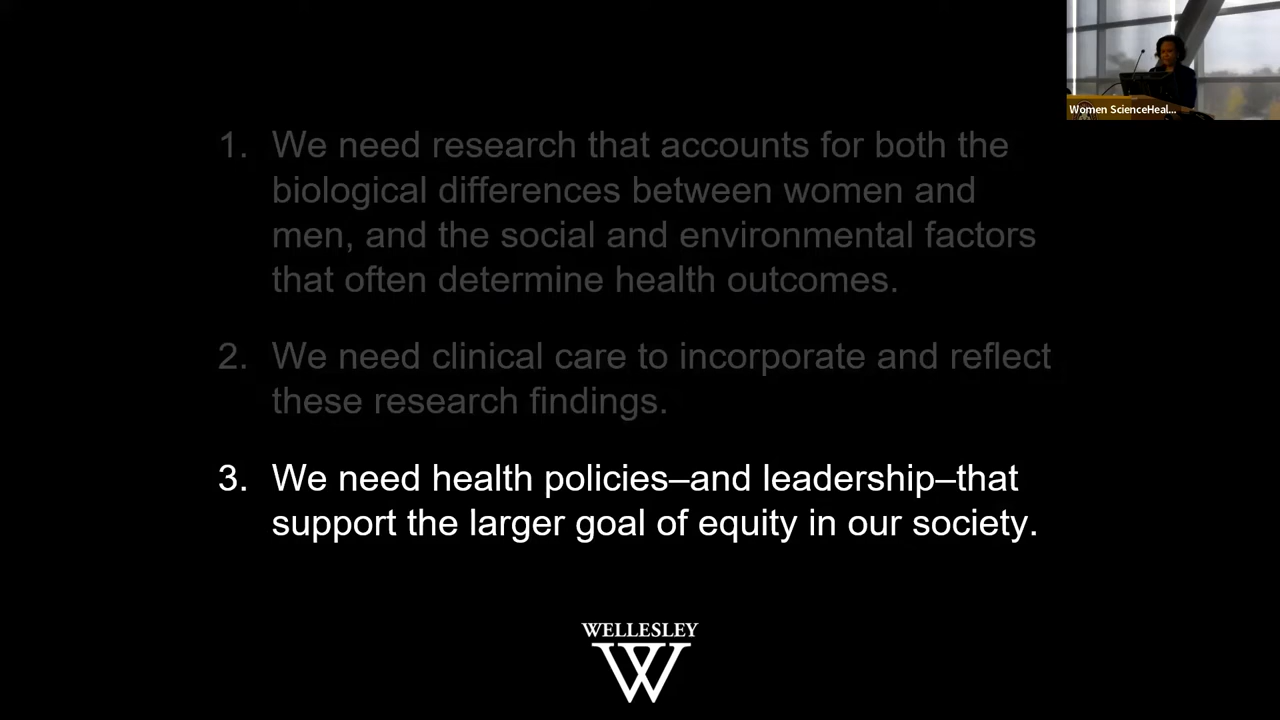 Women ScienceHeal...
1. We need research that accounts for both the
biological differences between women and
men, and the social and environmental factors
that often determine health outcomes.
2. We need clinical care to incorporate and reflect
these research findings.
3. We need health policies–and leadership–that
support the larger goal of equity in our society.
WELLESLEY
W